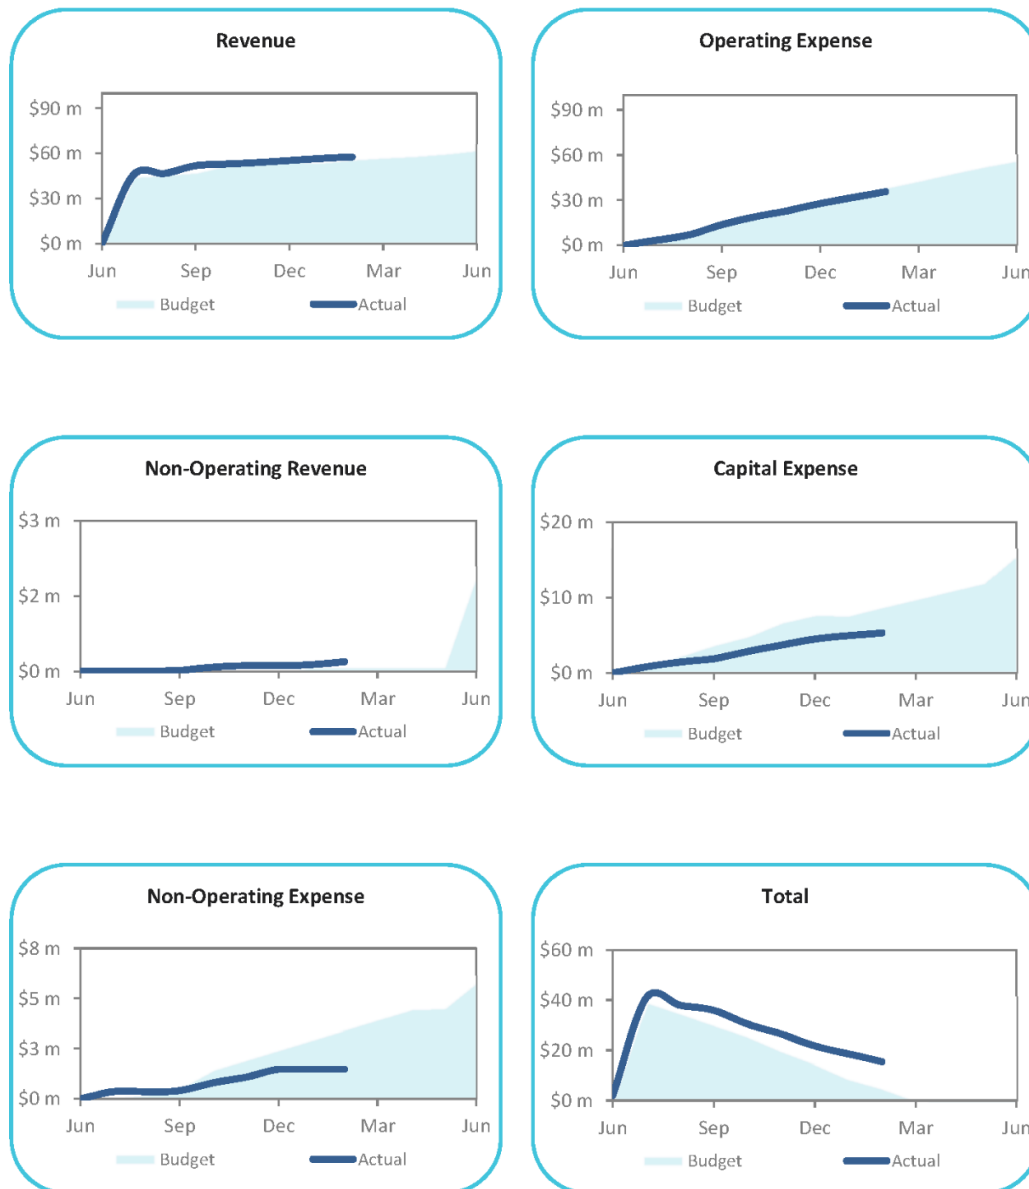 Revenue
$90 m
$60 m
$30 m
$0 m
Jun Sep Dec Mar Jun
Budget Actual
Operating Expense
$90 m
$60 m
$30 m
$0 m
Jun Sep Dec Mar Jun
Budget Actual
Non-Operating Revenue
$3 m
$2 m
$0 m
Jun Sep Dec Mar Jun
Budget Actual
Capital Expense
$20 m
$10 m
$0 m
Jun Sep Dec Mar Jun
Budget Actual
Non-Operating Expense
$8 m
$5 m
$3 m
$0 m
Jun Sep Dec Mar Jun
Budget Actual
Total
$60 m
$40 m
$20 m
$0 m
Jun Sep Dec Mar Jun
Budget Actual